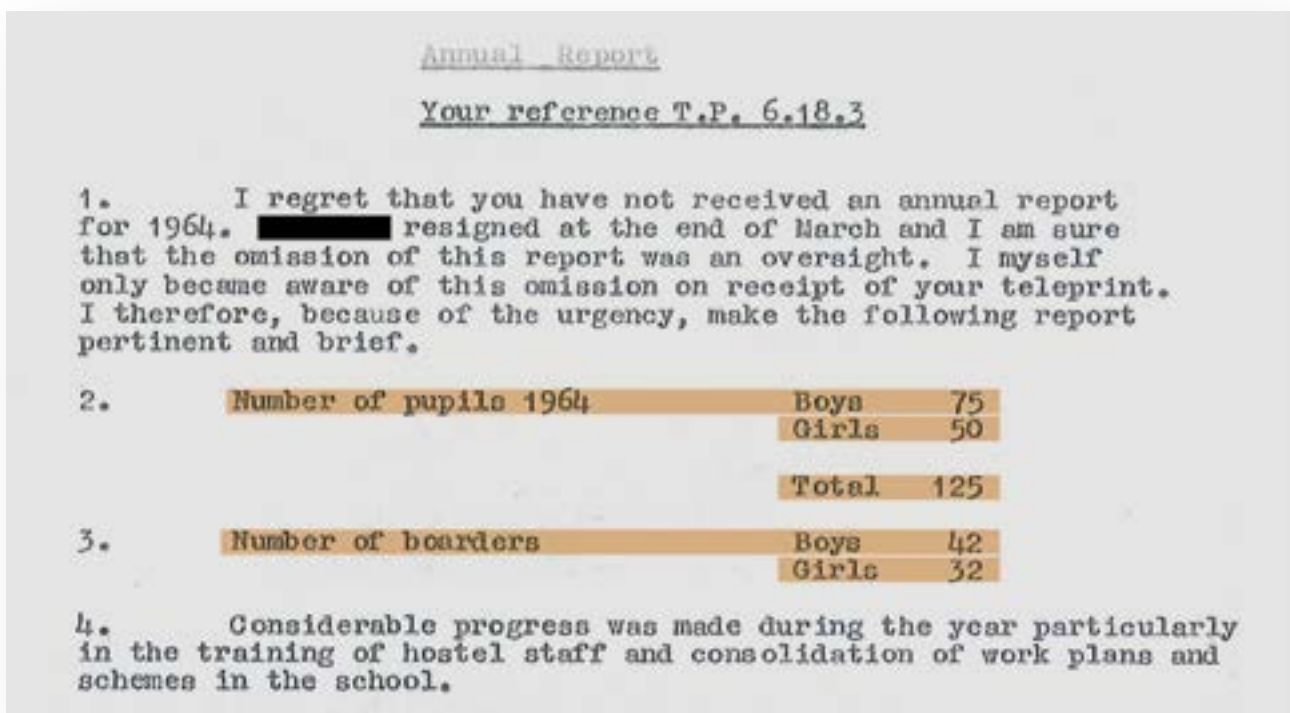 Annual Report
Your reference T.P. 6.18.3
1. I regret that you have not received an annual report
for 1964. resigned at the end of March and I am sure
that the omission of this report was an oversight. I myself
only became aware of this omission on receipt of your teleprint.
I therefore, because of the urgency, make the following report
pertinent and brief.
2. Number of pupils 1964 Boys 75
Girls 50
Total 125
3. Number of boarders Boys 42
Girls 32
4. Considerable progress was made during the year particularly
in the training of hostel staff and consolidation of work plans and
schemes in the school.